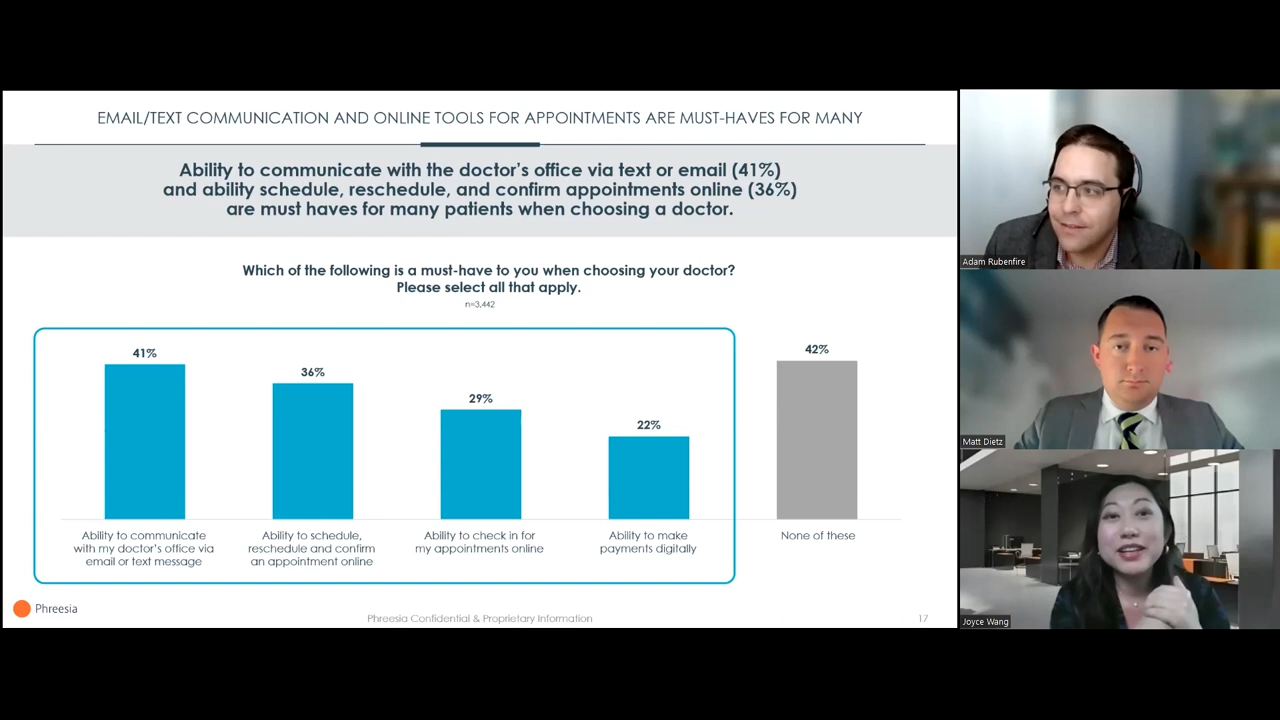 EMAIL/TEXT COMMUNICATION AND ONLINE TOOLS FOR APPOINTMENTS ARE MUST-HAVES FOR MANY
Ability to communicate with the doctor's office via text or email (41%)
and ability schedule, reschedule, and confirm appointments online (36%)
are must haves for many patients when choosing a doctor.
Which of the following is a must-have to you when choosing your doctor?
Please select all that apply.
n=3,442
41%
36%
29%
22%
42%
Ability to communicate
with my doctor's office via
email or text message
Ability to schedule,
reschedule and confirm
an appointment online
Ability to check in for
my appointments online
Ability to make
payments digitally
None of these
Phreesia
Phreesia Confidential & Proprietary Information
17
Adam Rubenfire
Matt Dietz
Joyce Wang